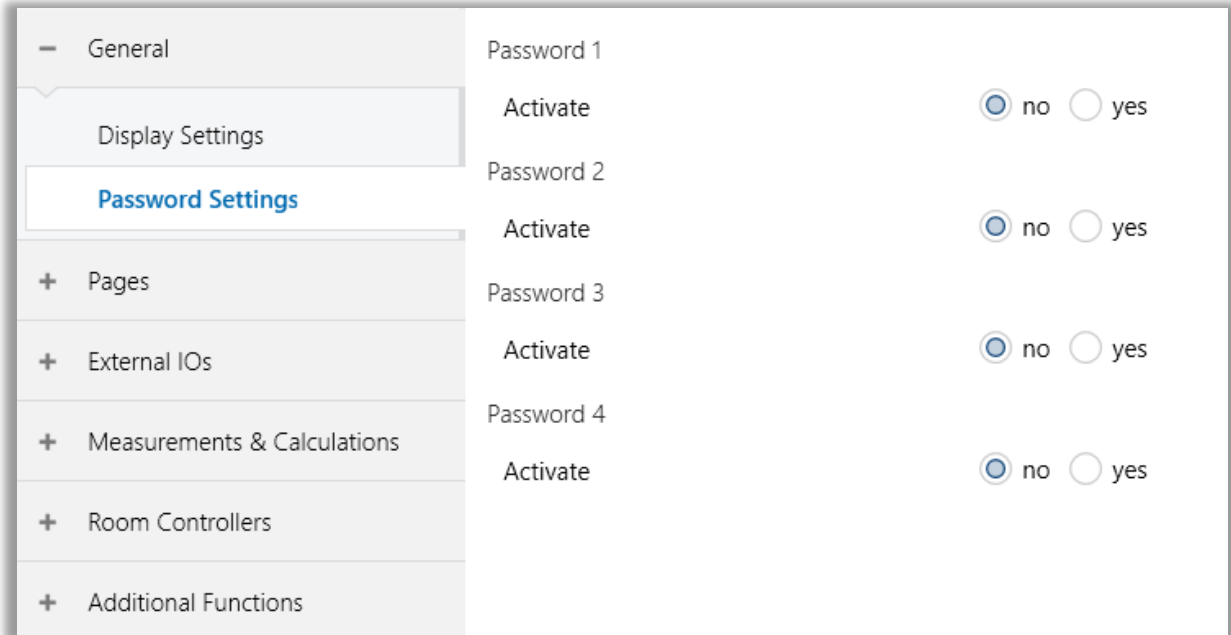 General
Display Settings
Password Settings
Pages
External IOs
Measurements & Calculations
Room Controllers
Additional Functions
Password 1
Activate no yes
Password 2
Activate no yes
Password 3
Activate no yes
Password 4
Activate no yes